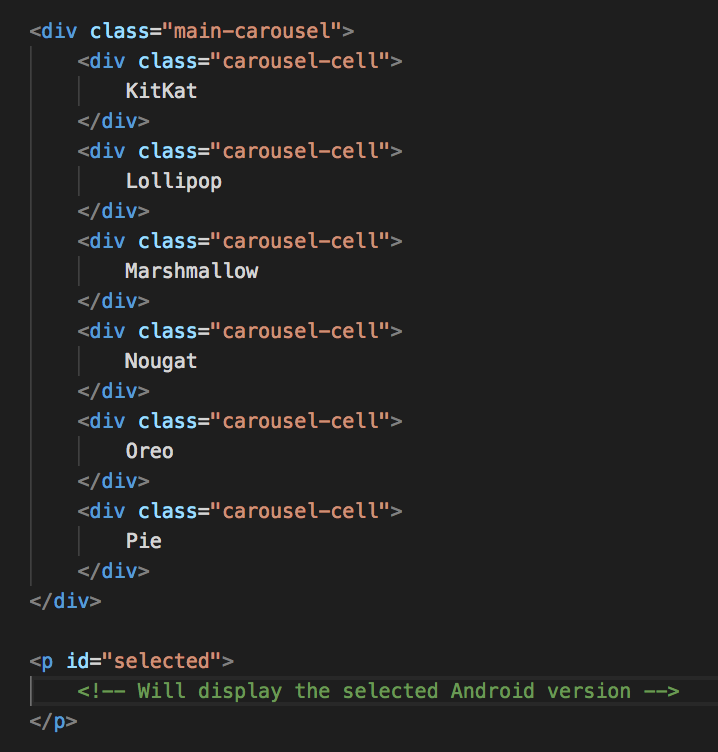 <div class="main-carousel">
    <div class="carousel-cell">
        KitKat
    </div>
    <div class="carousel-cell">
        Lollipop
    </div>
    <div class="carousel-cell">
        Marshmallow
    </div>
    <div class="carousel-cell">
        Nougat
    </div>
    <div class="carousel-cell">
        Oreo
    </div>
    <div class="carousel-cell">
        Pie
    </div>
</div>

<p id="selected">
    <!-- Will display the selected Android version -->
</p>